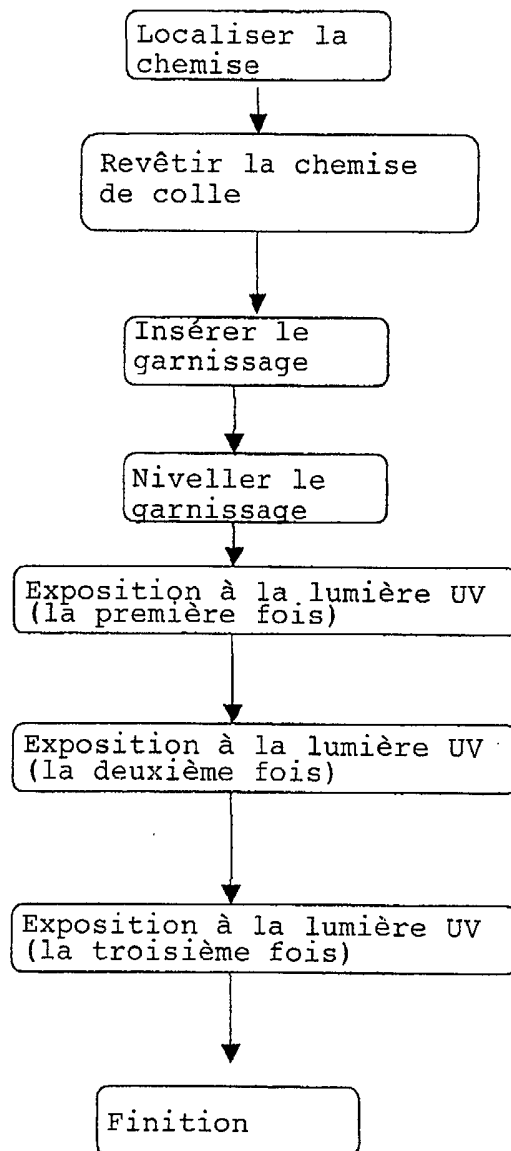 Localiser la
chemise
Revêtir la chemise
de colle
Insérer le
garnissage
Niveller le
garnissage
Exposition à la lumière UV
(la première fois)
Exposition à la lumière UV
(la deuxième fois)
Exposition à la lumière UV
(la troisième fois)
Finition